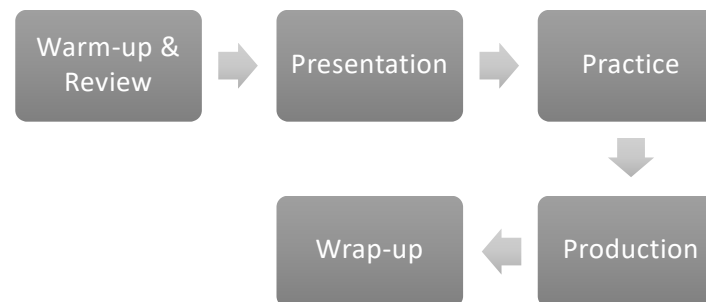 Warm-up &
Review
Presentation
Practice
Production
Wrap-up